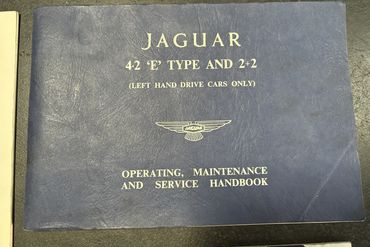 JAGUAR
4·2 'E' TYPE AND 2+2
(LEFT HAND DRIVE CARS ONLY)
JAGUAR
OPERATING, MAINTENANCE
AND SERVICE HANDBOOK